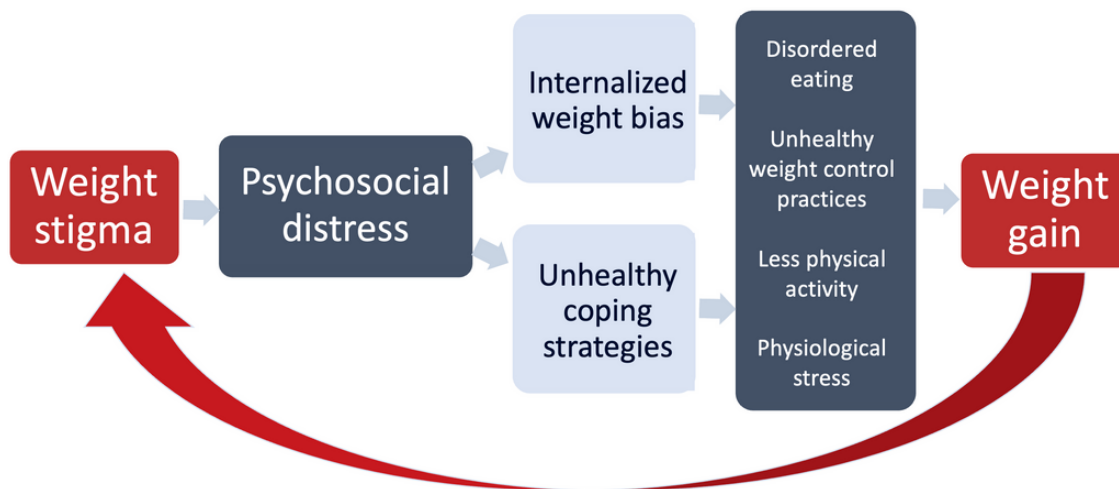 Weight
stigma
Psychosocial
distress
Internalized
weight bias
Unhealthy
coping
strategies
Disordered
eating
Unhealthy
weight control
practices
Less physical
activity
Physiological
stress
Weight
gain